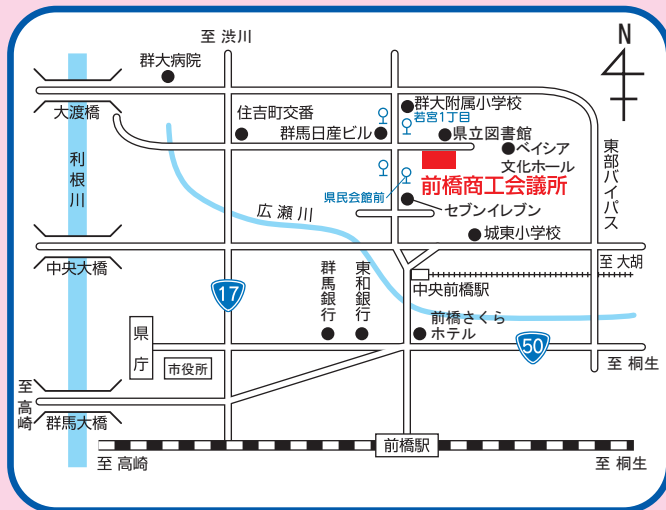 至 渋川
N
群大病院
大渡橋
住吉町交番
群馬日産ビル
群大附属小学校
若宮1丁目
県立図書館
ベイシア
文化ホール
東部バイパス
利根川
前橋商工会議所
県民会館前
セブンイレブン
広瀬川
城東小学校
中央大橋
至 大胡
中央前橋駅
17
群馬銀行
東和銀行
前橋さくら
ホテル
50
県庁
市役所
至 桐生
至 高崎
群馬大橋
前橋駅
至 高崎
至 桐生